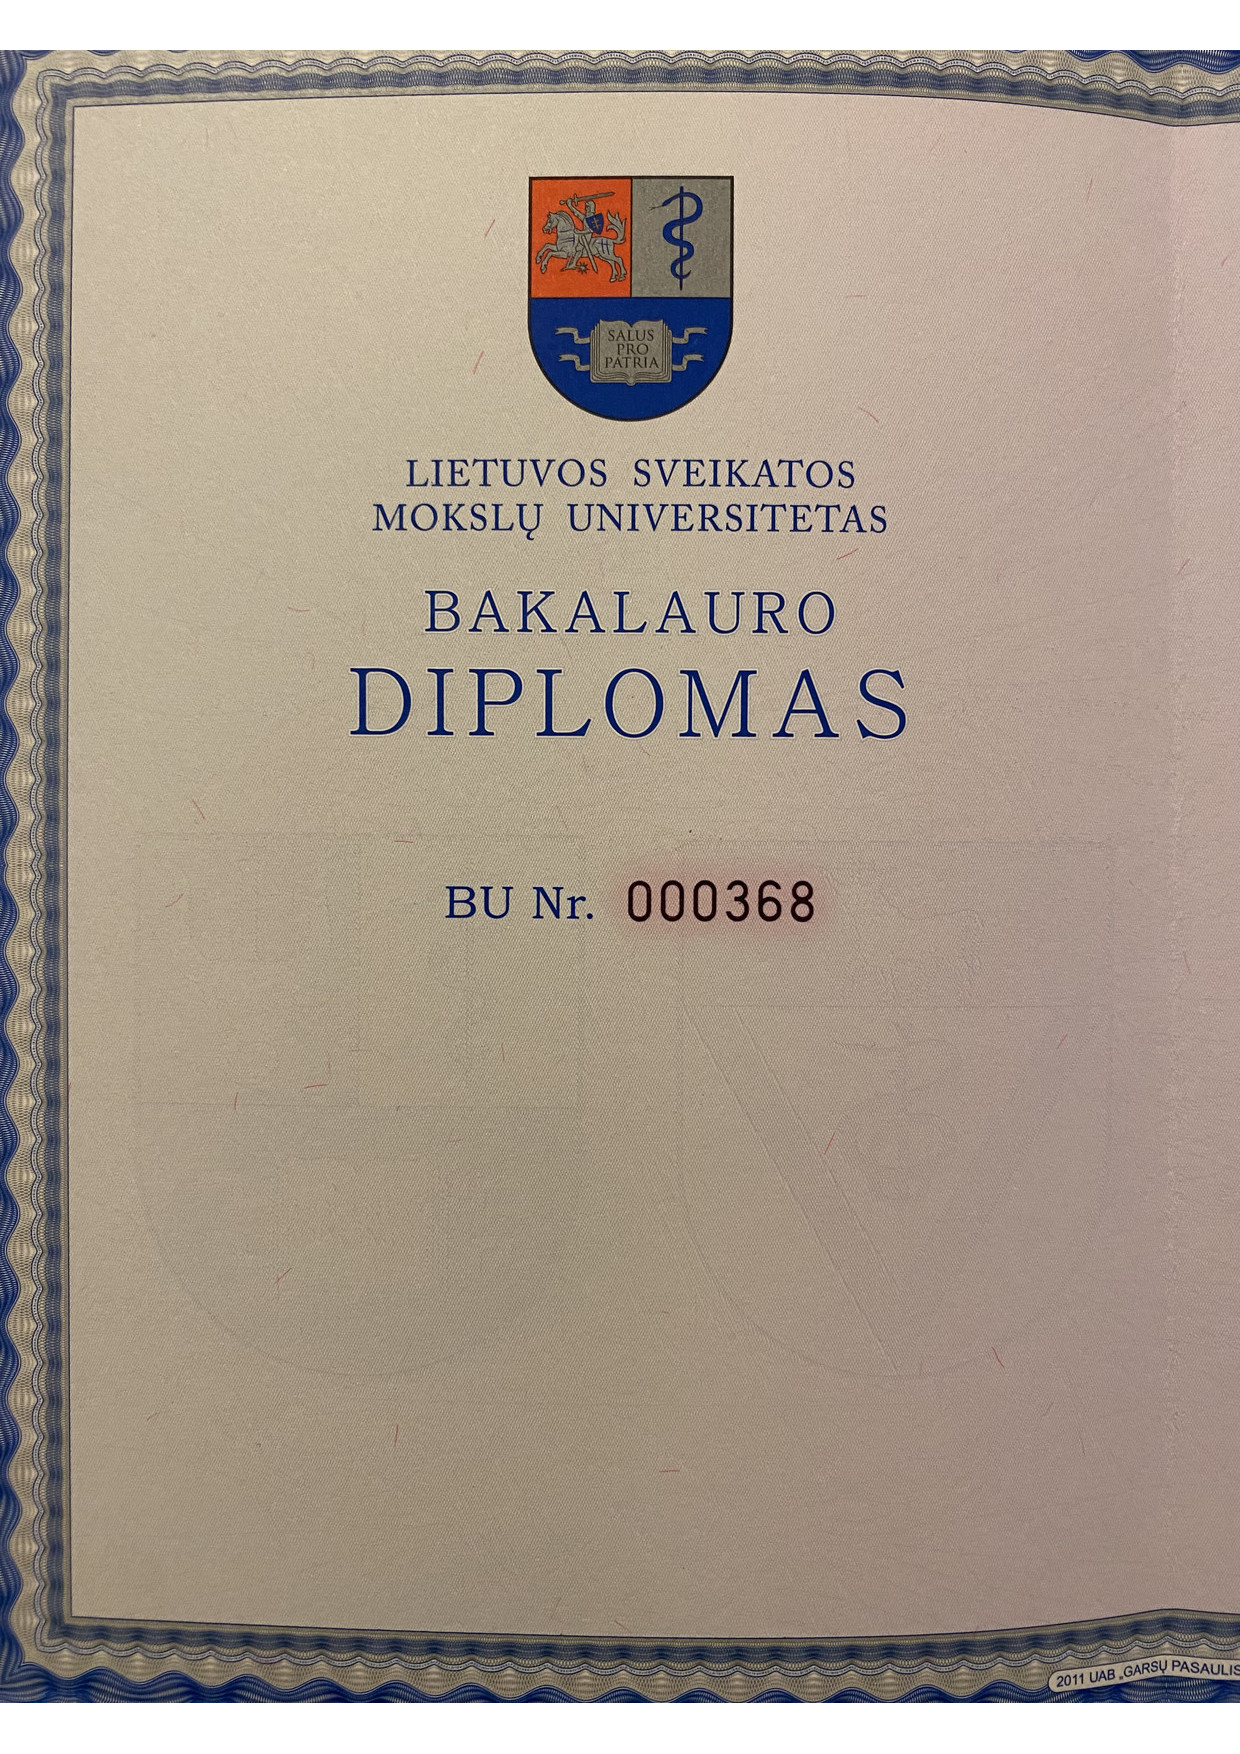 SALUS
PRO
PATRIA
LIETUVOS SVEIKATOS
MOKSLŲ UNIVERSITETAS
BAKALAURO
DIPLOMAS
BU Nr. 000368
2011 UAB „GARSŲ PASAULIS